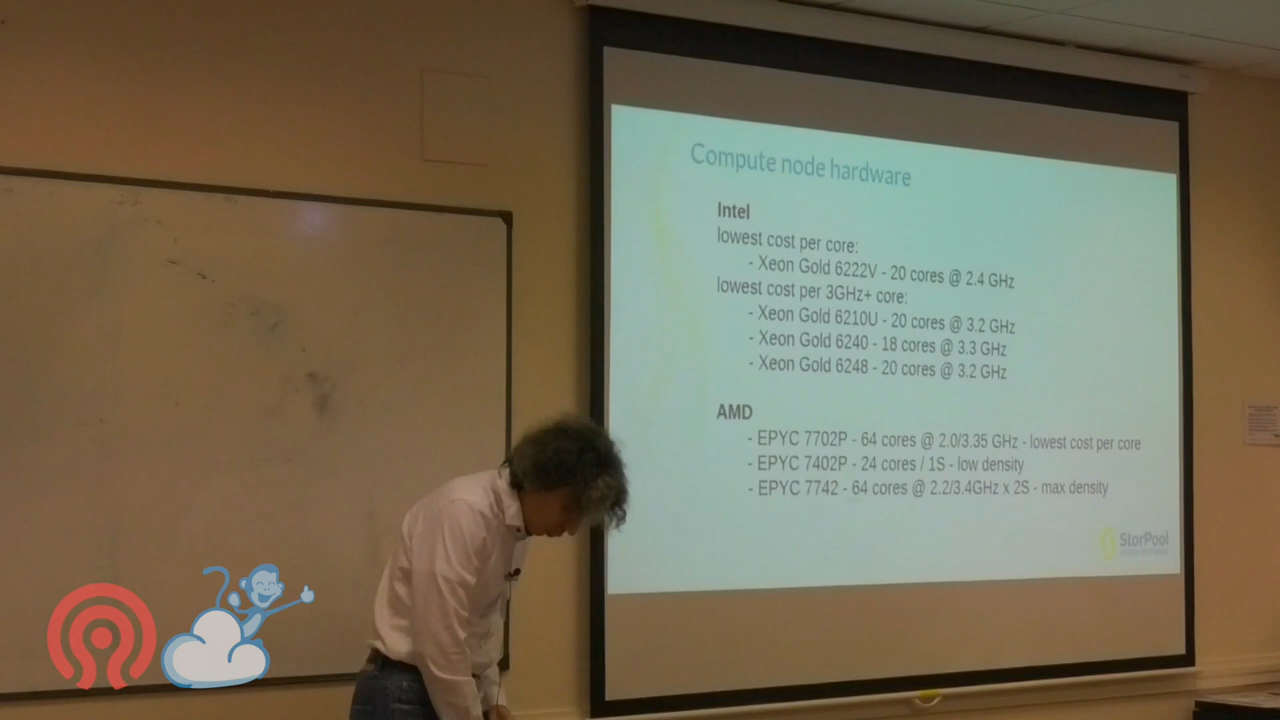 Compute node hardware
Intel
lowest cost per core:
- Xeon Gold 6222V - 20 cores @ 2.4 GHz
lowest cost per 3GHz+ core:
- Xeon Gold 6210U - 20 cores @ 3.2 GHz
- Xeon Gold 6240 - 18 cores @ 3.3 GHz
- Xeon Gold 6248 - 20 cores @ 3.2 GHz
AMD
- EPYC 7702P - 64 cores @ 2.0/3.35 GHz - lowest cost per core
- EPYC 7402P - 24 cores / 1S - low density
- EPYC 7742 - 64 cores @ 2.2/3.4GHz x 2S - max density
StorPool